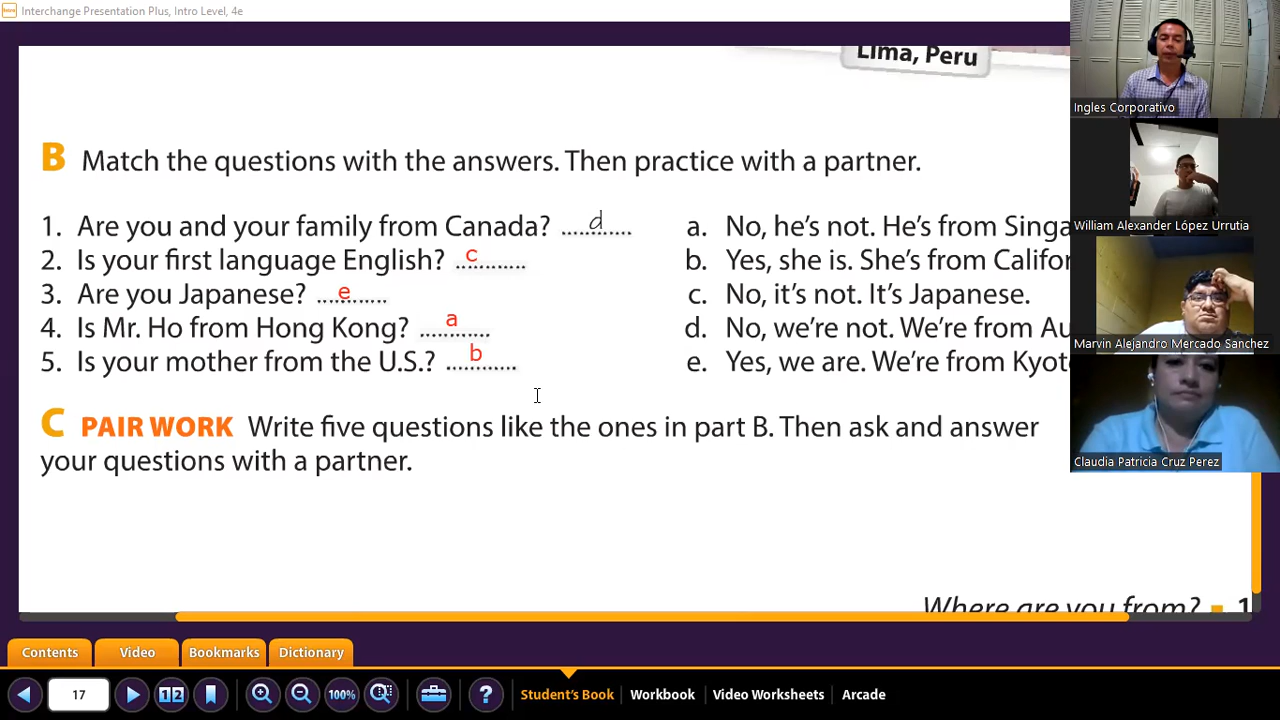 Interchange Presentation Plus, Intro Level, 4e
Lima, Peru
B Match the questions with the answers. Then practice with a partner.
1. Are you and your family from Canada? ....d....
2. Is your first language English? ....c....
3. Are you Japanese? ....e....
4. Is Mr. Ho from Hong Kong? ....a....
5. Is your mother from the U.S.? ....b....
a. No, he's not. He's from Singa
b. Yes, she is. She's from Califor
c. No, it's not. It's Japanese.
d. No, we're not. We're from Au
e. Yes, we are. We're from Kyot
C PAIR WORK Write five questions like the ones in part B. Then ask and answer
your questions with a partner.
Where are you from? 1
Ingles Corporativo
William Alexander López Urrutia
Marvin Alejandro Mercado Sanchez
Claudia Patricia Cruz Perez
Contents Video Bookmarks Dictionary
17 12 100% ? Student's Book Workbook Video Worksheets Arcade